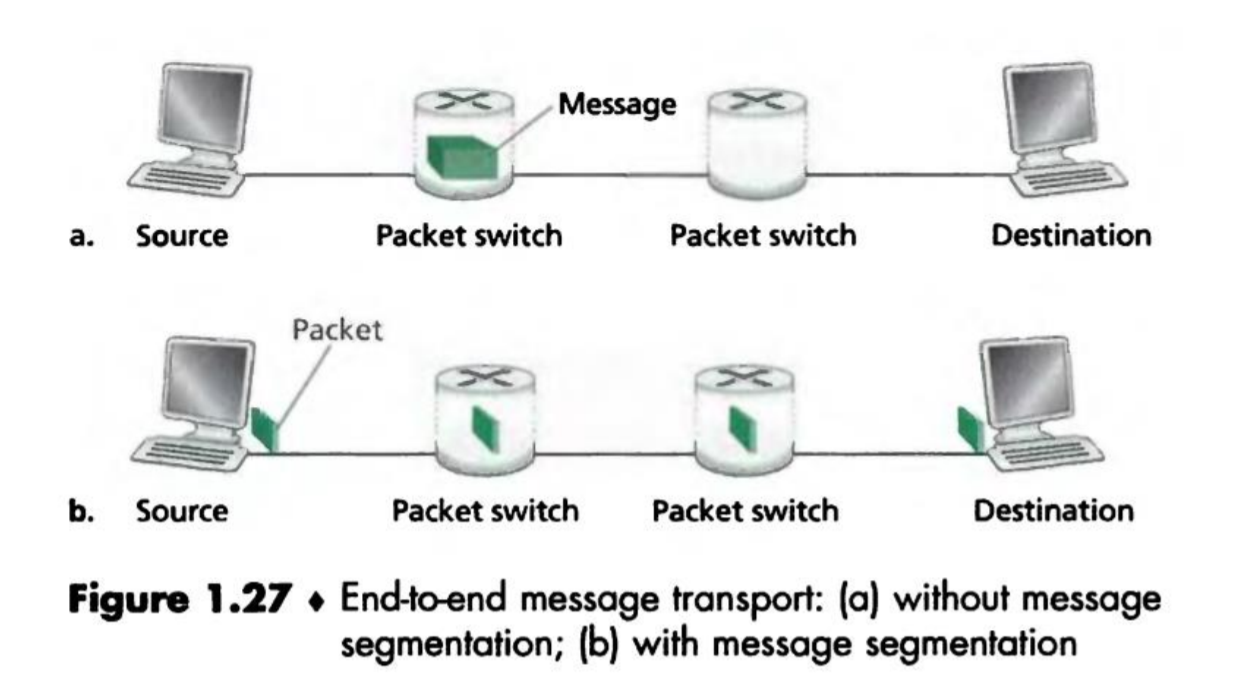 Message
a. Source Packet switch Packet switch Destination
Packet
b. Source Packet switch Packet switch Destination
Figure 1.27 ♦ End-to-end message transport: (a) without message
segmentation; (b) with message segmentation